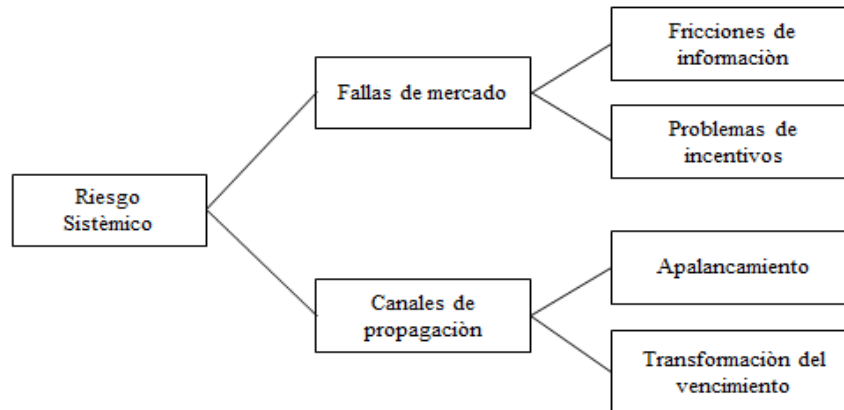 Fricciones de
informaciòn
Fallas de mercado
Problemas de
incentivos
Riesgo
Sistèmico
Apalancamiento
Canales de
propagaciòn
Transformaciòn del
vencimiento